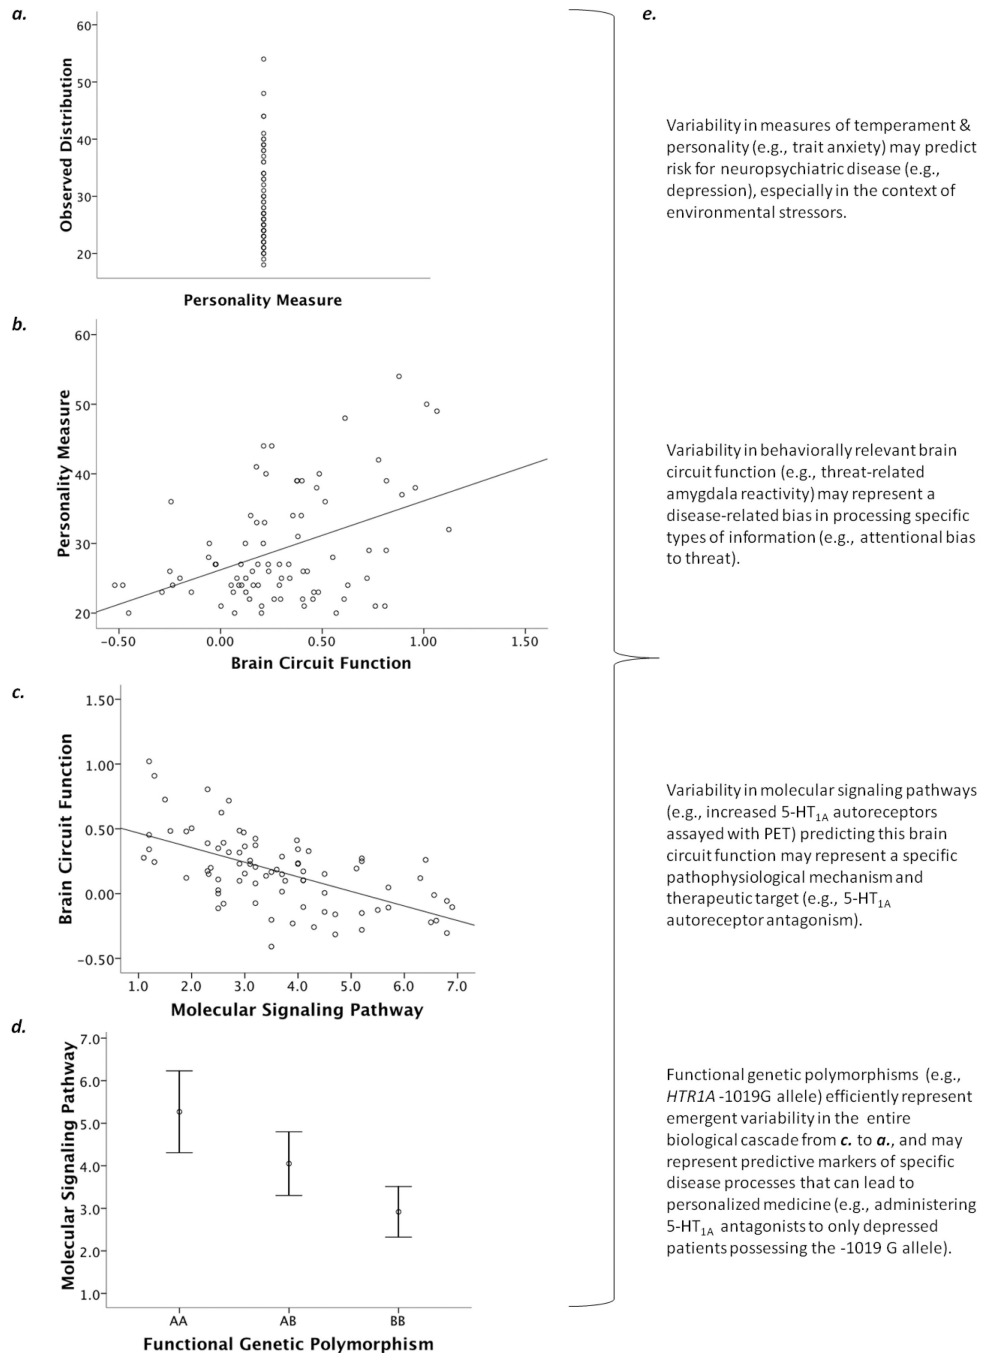 a.
60
50
40
30
20
Observed Distribution
Personality Measure
b.
60
50
40
30
20
Personality Measure
−0.50 0.00 0.50 1.00 1.50
Brain Circuit Function
c.
1.50
1.00
0.50
0.00
−0.50
Brain Circuit Function
1.0 2.0 3.0 4.0 5.0 6.0 7.0
Molecular Signaling Pathway
d.
7.0
6.0
5.0
4.0
3.0
2.0
1.0
Molecular Signaling Pathway
AA AB BB
Functional Genetic Polymorphism
e.
Variability in measures of temperament &
personality (e.g., trait anxiety) may predict
risk for neuropsychiatric disease (e.g.,
depression), especially in the context of
environmental stressors.
Variability in behaviorally relevant brain
circuit function (e.g., threat-related
amygdala reactivity) may represent a
disease-related bias in processing specific
types of information (e.g., attentional bias
to threat).
Variability in molecular signaling pathways
(e.g., increased 5-HT1A autoreceptors
assayed with PET) predicting this brain
circuit function may represent a specific
pathophysiological mechanism and
therapeutic target (e.g., 5-HT1A
autoreceptor antagonism).
Functional genetic polymorphisms (e.g.,
HTR1A -1019G allele) efficiently represent
emergent variability in the entire
biological cascade from c. to a., and may
represent predictive markers of specific
disease processes that can lead to
personalized medicine (e.g., administering
5-HT1A antagonists to only depressed
patients possessing the -1019 G allele).